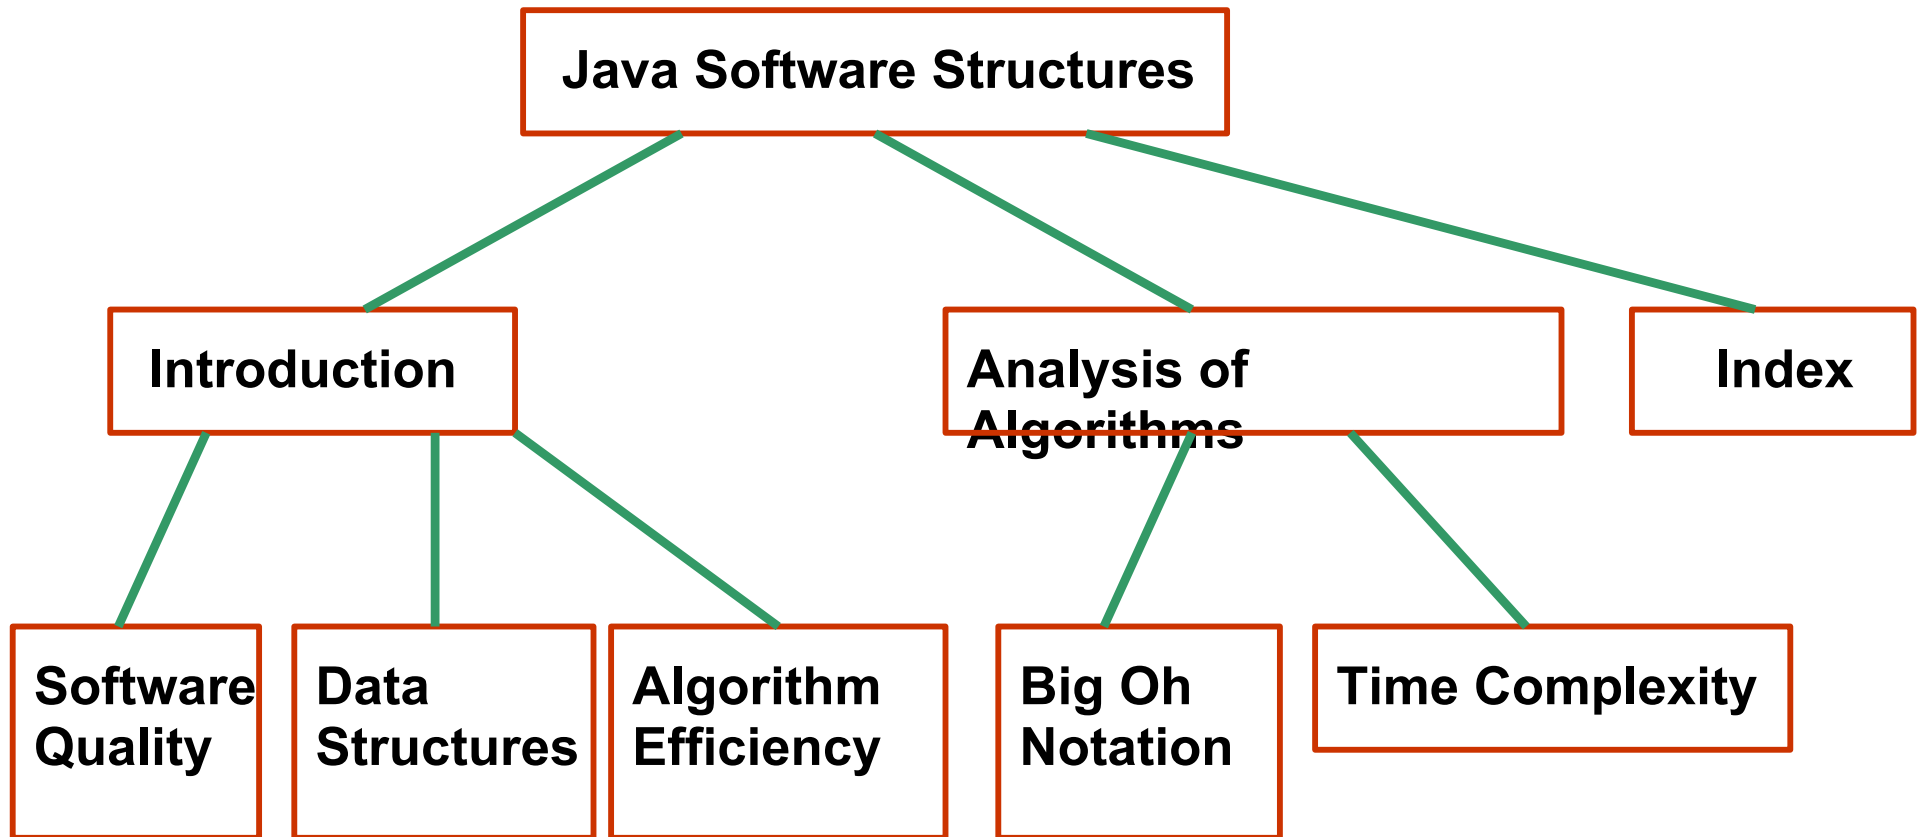 Java Software Structures
Introduction
Analysis of
Algorithms
Index
Software
Quality
Data
Structures
Algorithm
Efficiency
Big Oh
Notation
Time Complexity